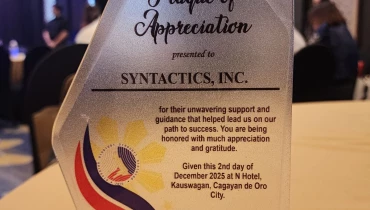 Plaque of
Appreciation
presented to
SYNTACTICS, INC.
for their unwavering support and
guidance that helped lead us on our
path to success. You are being
honored with much appreciation
and gratitude.
Given this 2nd day of
December 2025 at N Hotel,
Kauswagan, Cagayan de Oro
City.